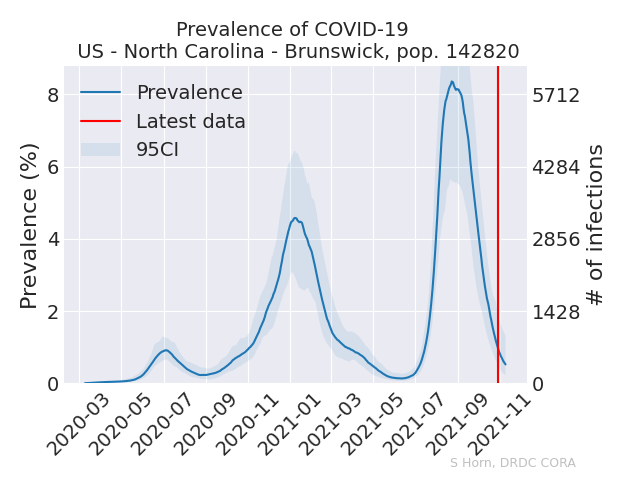 Prevalence of COVID-19
US - North Carolina - Brunswick, pop. 142820
Prevalence
Latest data
95CI
Prevalence (%)
8
6
4
2
0
5712
4284
2856
1428
0
# of infections
2020-03
2020-05
2020-07
2020-09
2020-11
2021-01
2021-03
2021-05
2021-07
2021-09
2021-11
S Horn, DRDC CORA